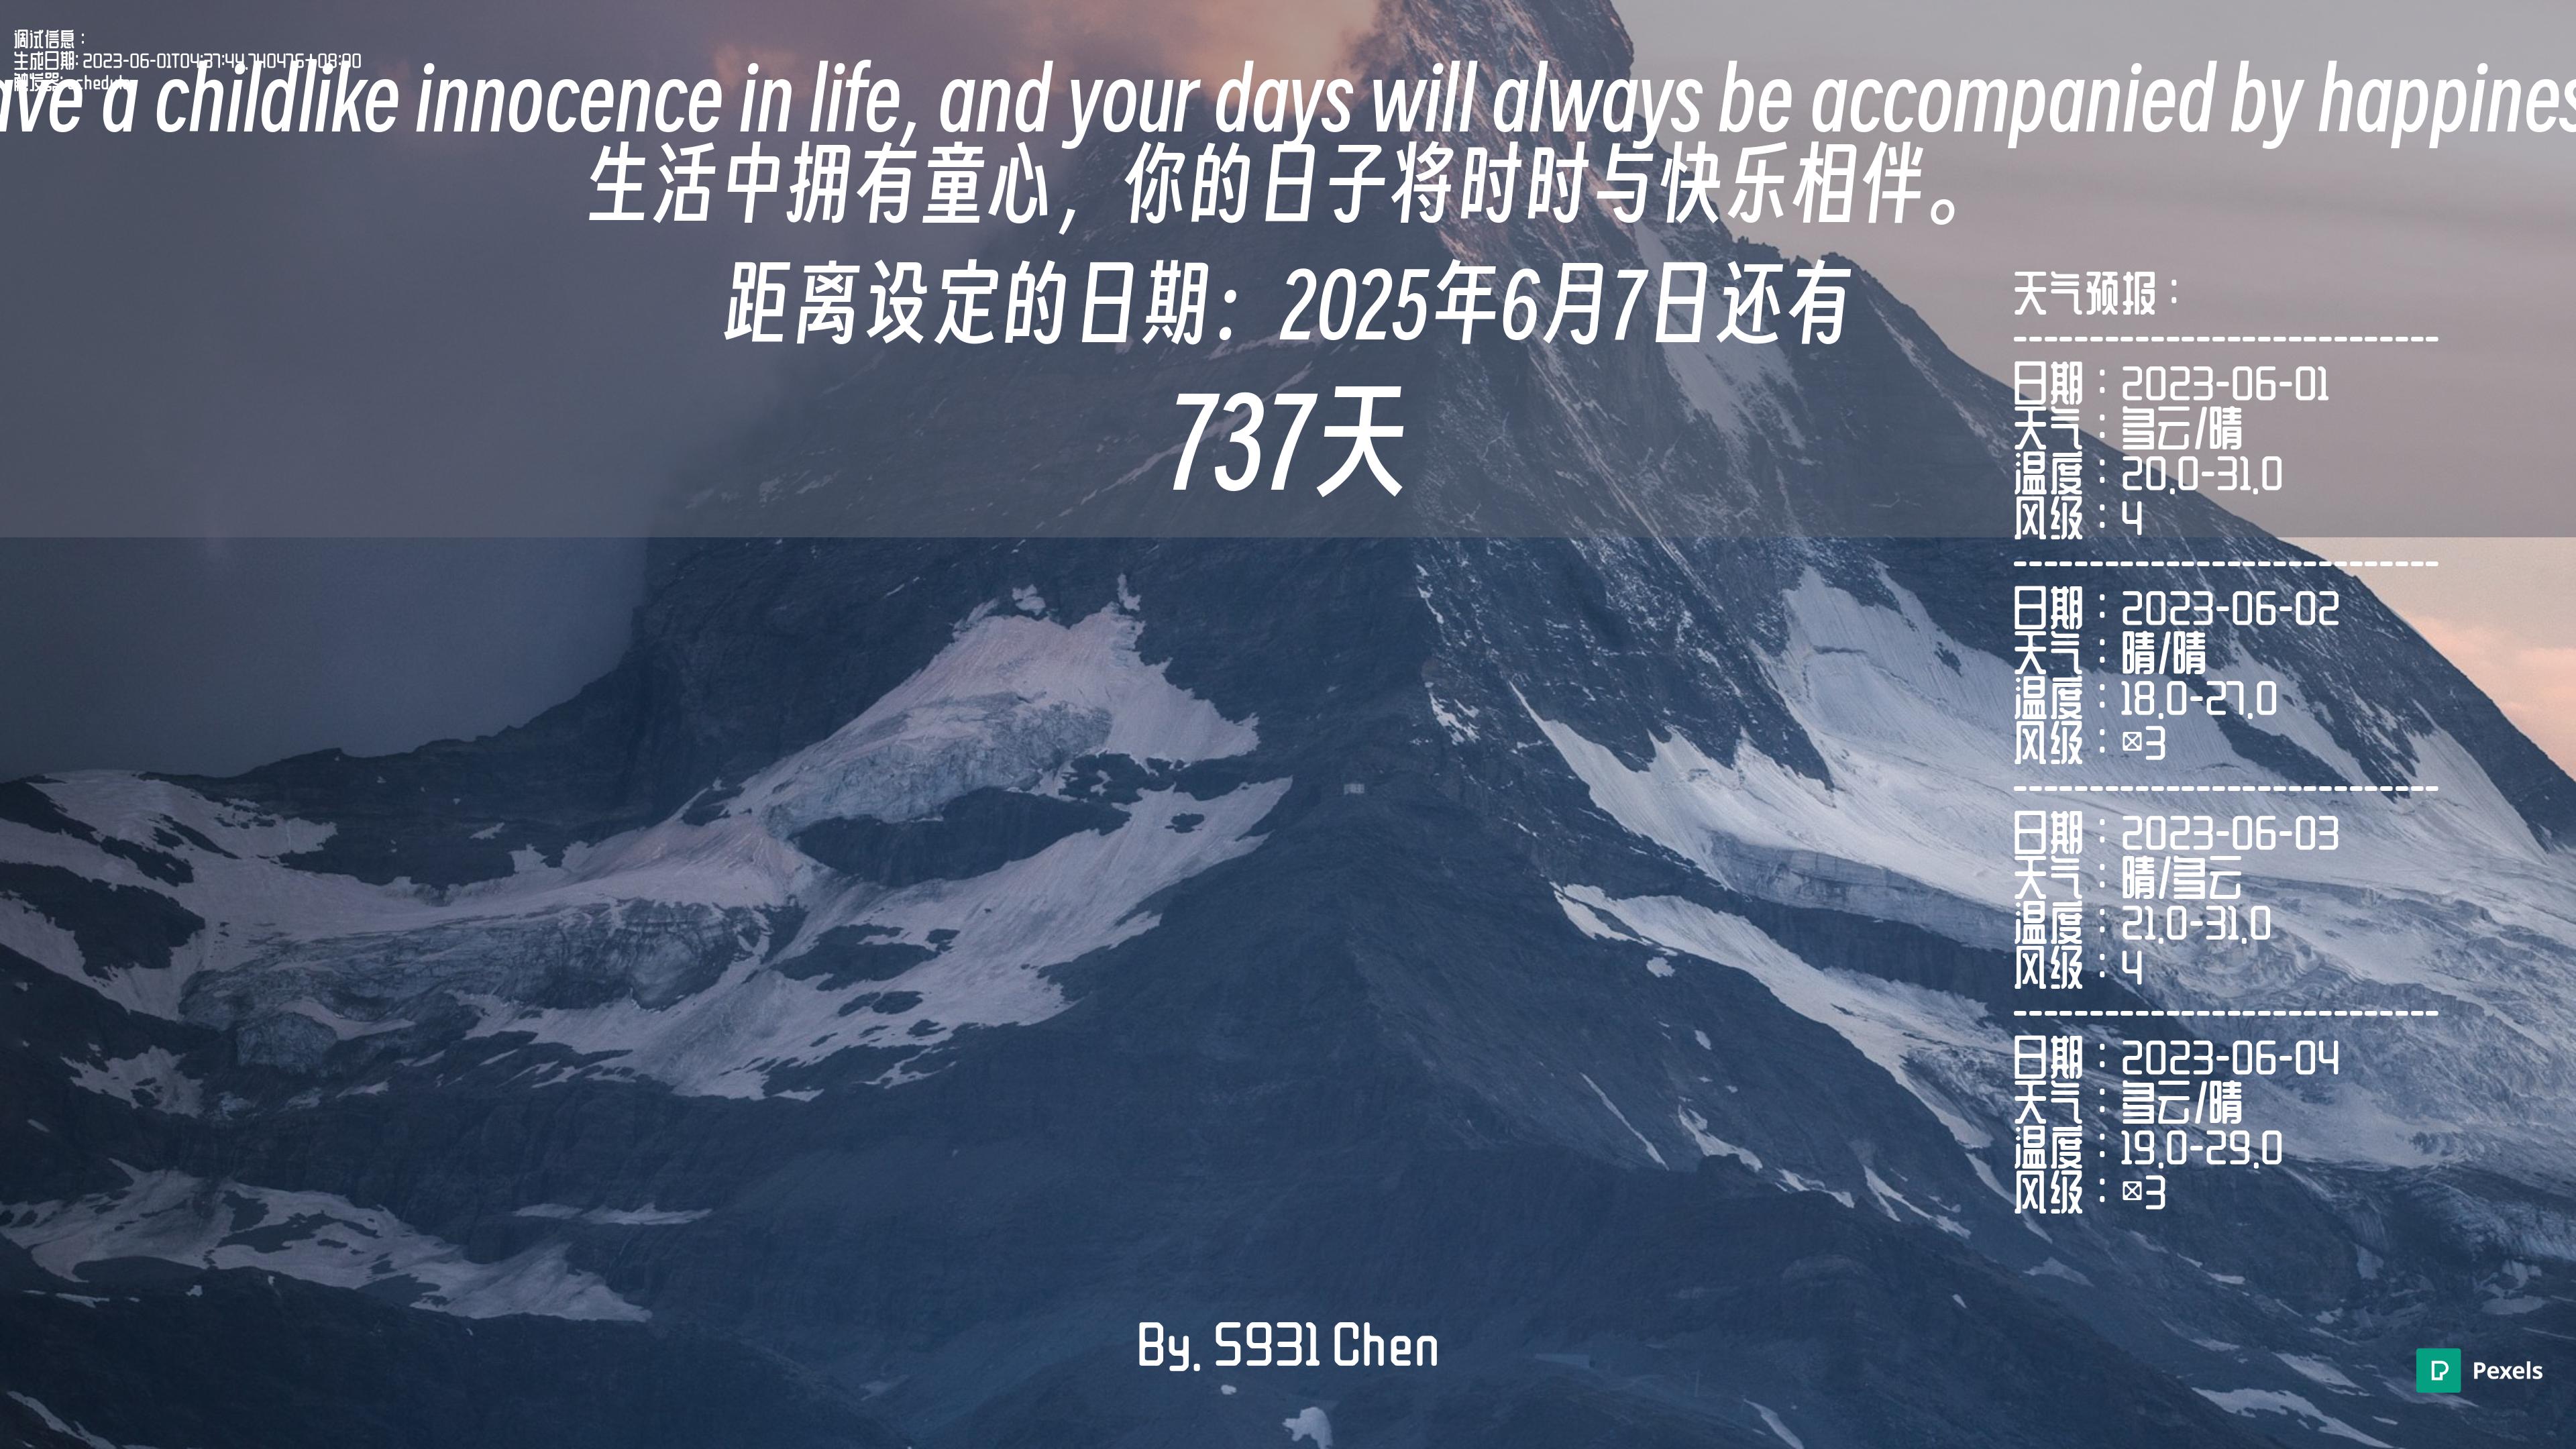 调试信息：
生成日期: 2023-06-01T04:37:44.740476+08:00
触发器: schedule
a childlike innocence in life, and your days will always be accompanied by
生活中拥有童心，你的日子将时时与快乐相伴。
距离设定的日期：2025年6月7日还有
737天
天气预报：
----------------------------
日期：2023-06-01
天气：多云/晴
温度：20.0-31.0
风级：4
----------------------------
日期：2023-06-02
天气：晴/晴
温度：18.0-27.0
风级：3
----------------------------
日期：2023-06-03
天气：晴/多云
温度：21.0-31.0
风级：4
----------------------------
日期：2023-06-04
天气：多云/晴
温度：19.0-29.0
风级：3
By. S931 Chen
Pexels